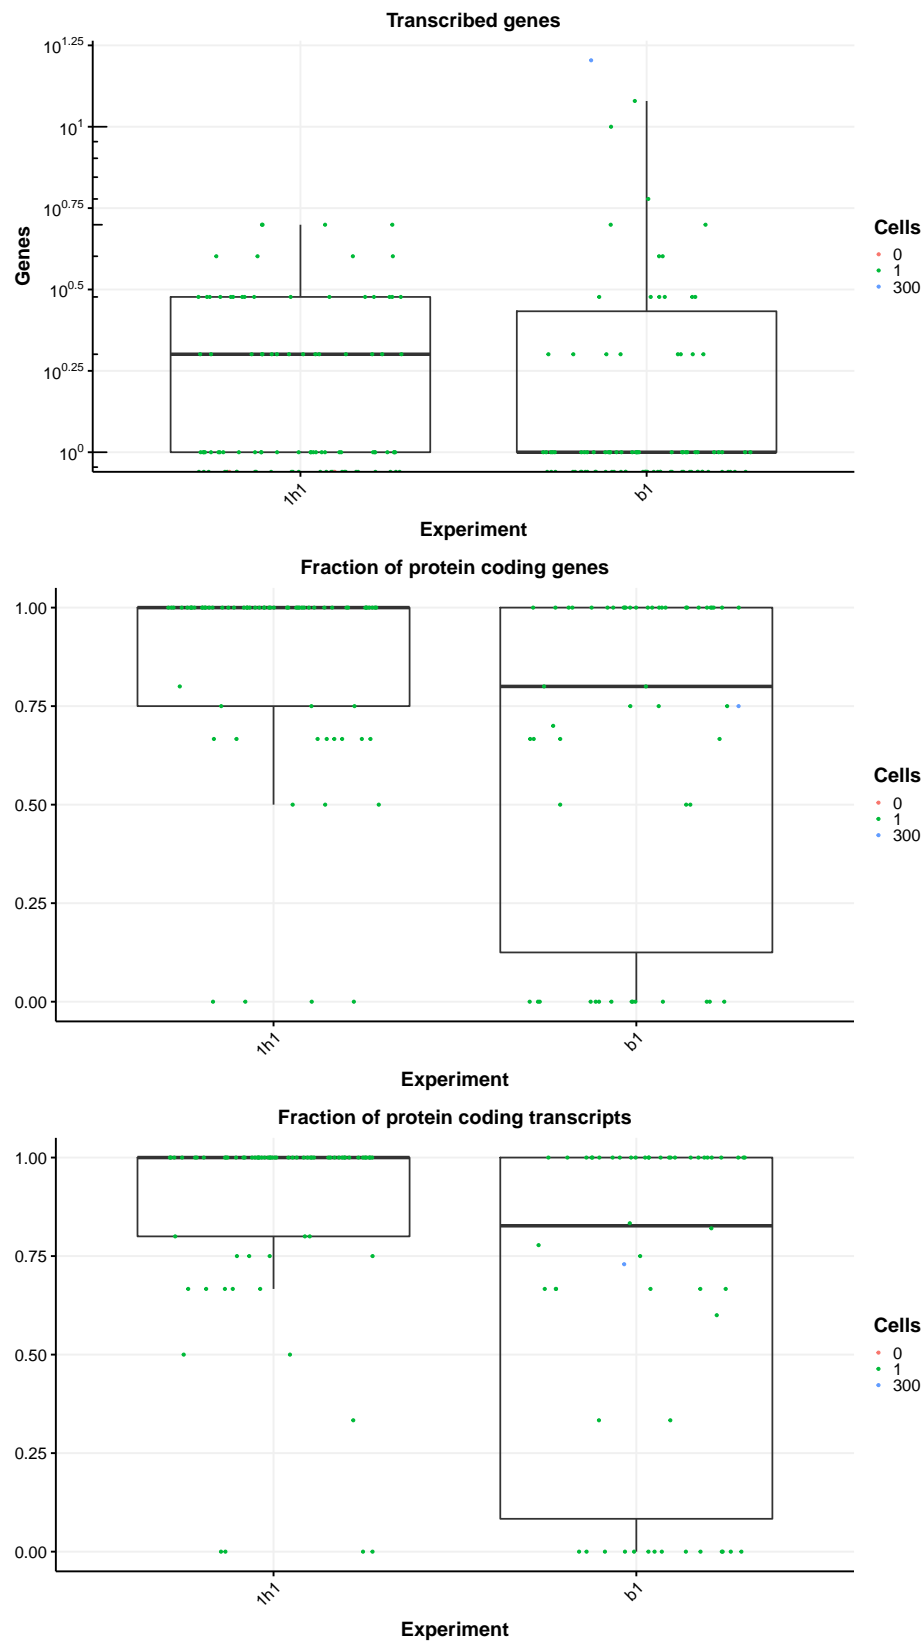 Transcribed genes
10^1.25
10^1
10^0.75
10^0.5
10^0.25
10^0
Genes
1h1
b1
Experiment
Cells
0
1
300
Fraction of protein coding genes
1.00
0.75
0.50
0.25
0.00
1h1
b1
Experiment
Cells
0
1
300
Fraction of protein coding transcripts
1.00
0.75
0.50
0.25
0.00
1h1
b1
Experiment
Cells
0
1
300